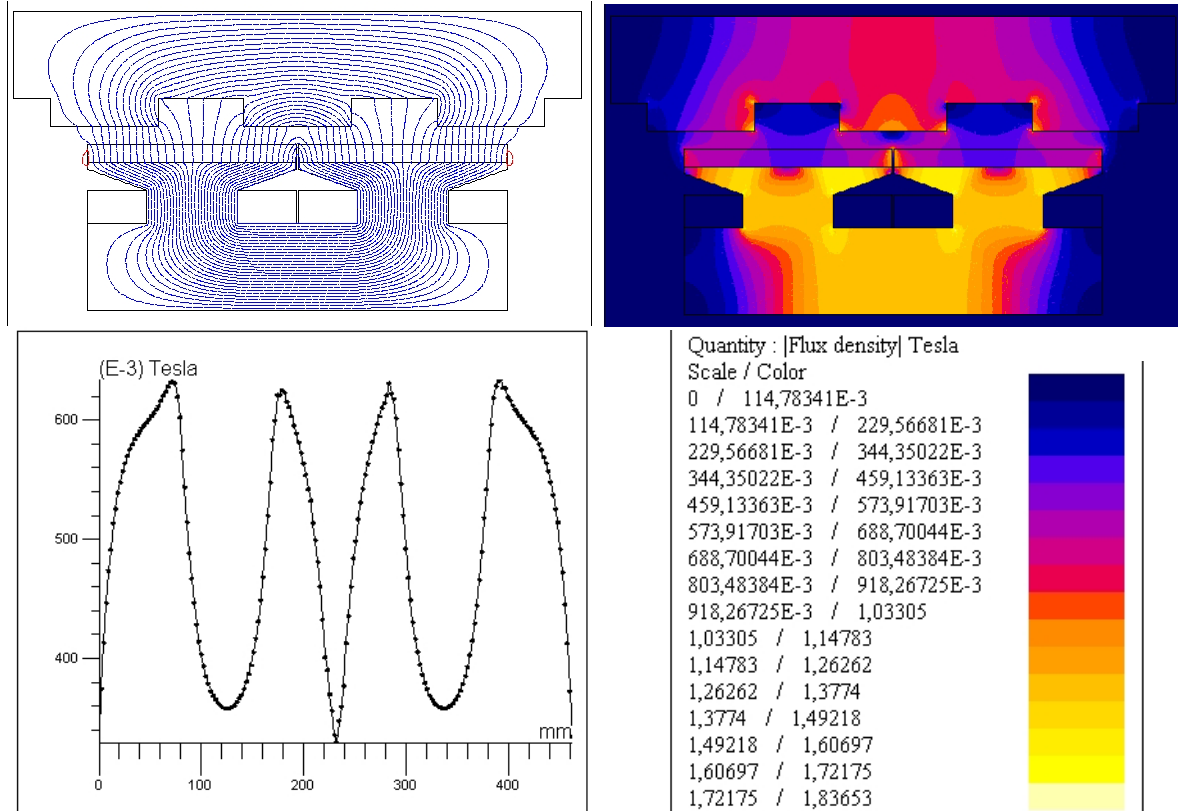 (E-3) Tesla
600
500
400
mm
0 100 200 300 400
Quantity : |Flux density| Tesla
Scale / Color
0 / 114,78341E-3
114,78341E-3 / 229,56681E-3
229,56681E-3 / 344,35022E-3
344,35022E-3 / 459,13363E-3
459,13363E-3 / 573,91703E-3
573,91703E-3 / 688,70044E-3
688,70044E-3 / 803,48384E-3
803,48384E-3 / 918,26725E-3
918,26725E-3 / 1,03305
1,03305 / 1,14783
1,14783 / 1,26262
1,26262 / 1,3774
1,3774 / 1,49218
1,49218 / 1,60697
1,60697 / 1,72175
1,72175 / 1,83653